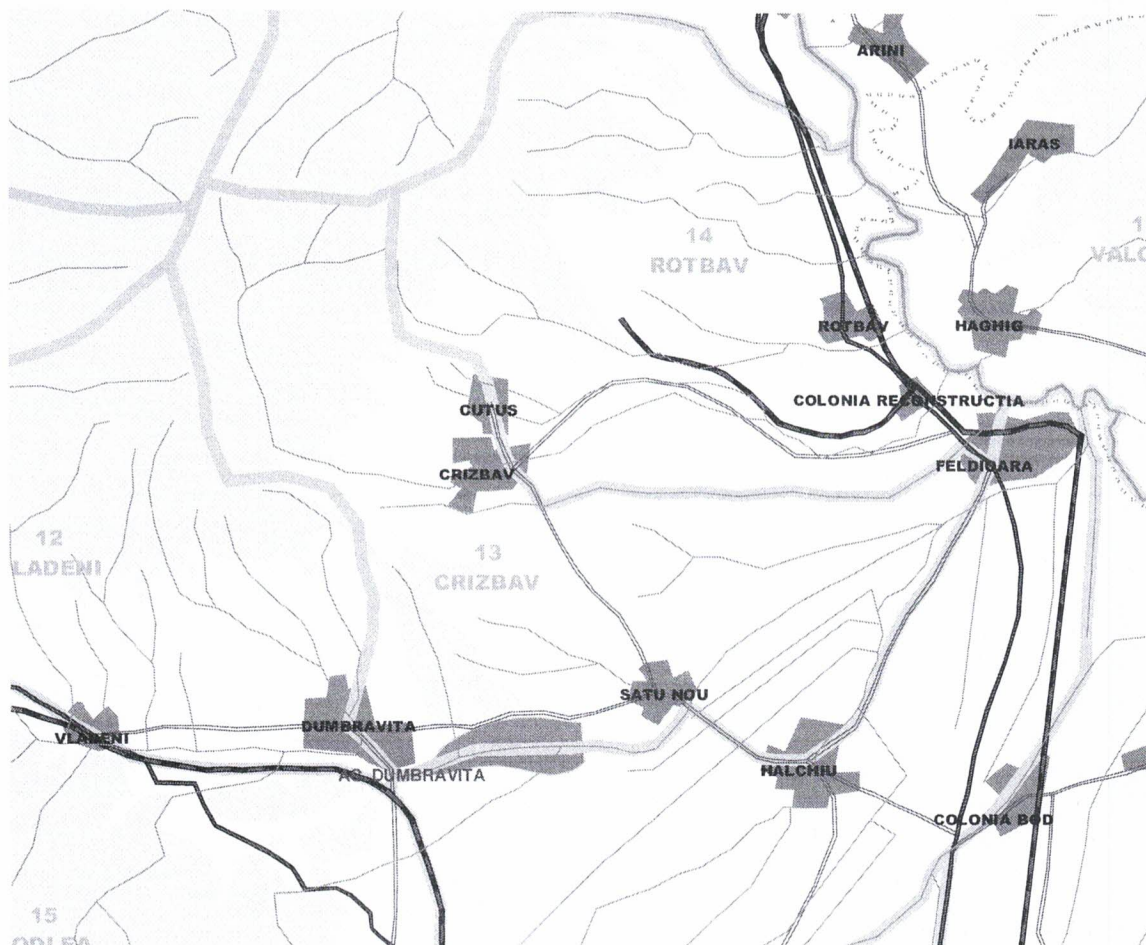 ARINI
IARAS
14
ROTBAV
ROTBAV
HAGHIG
COLONIA RECONSTRUCTIA
CUTUS
CRIZBAV
FELDIOARA
12
LADENI
13
CRIZBAV
SATU NOU
DUMBRAVITA
VLADENI
AC. DUMBRAVITA
HALCHIU
COLONIA BOD
15